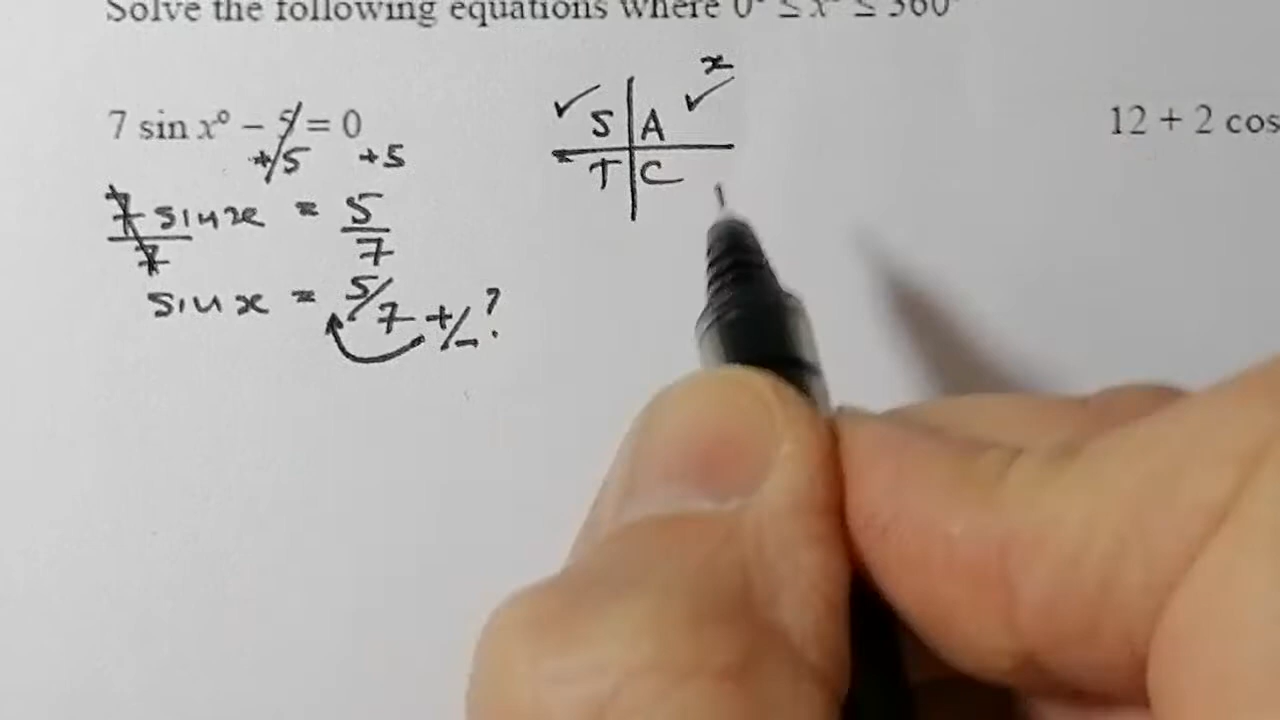 Solve the following equations where 0° ≤ x° ≤ 360°
7 sin x° – 5 = 0
+5 +5
7 sin x = 5
7 7
sin x = 5/7 +/- ?
x
✓ S A ✓
T C
12 + 2 cos